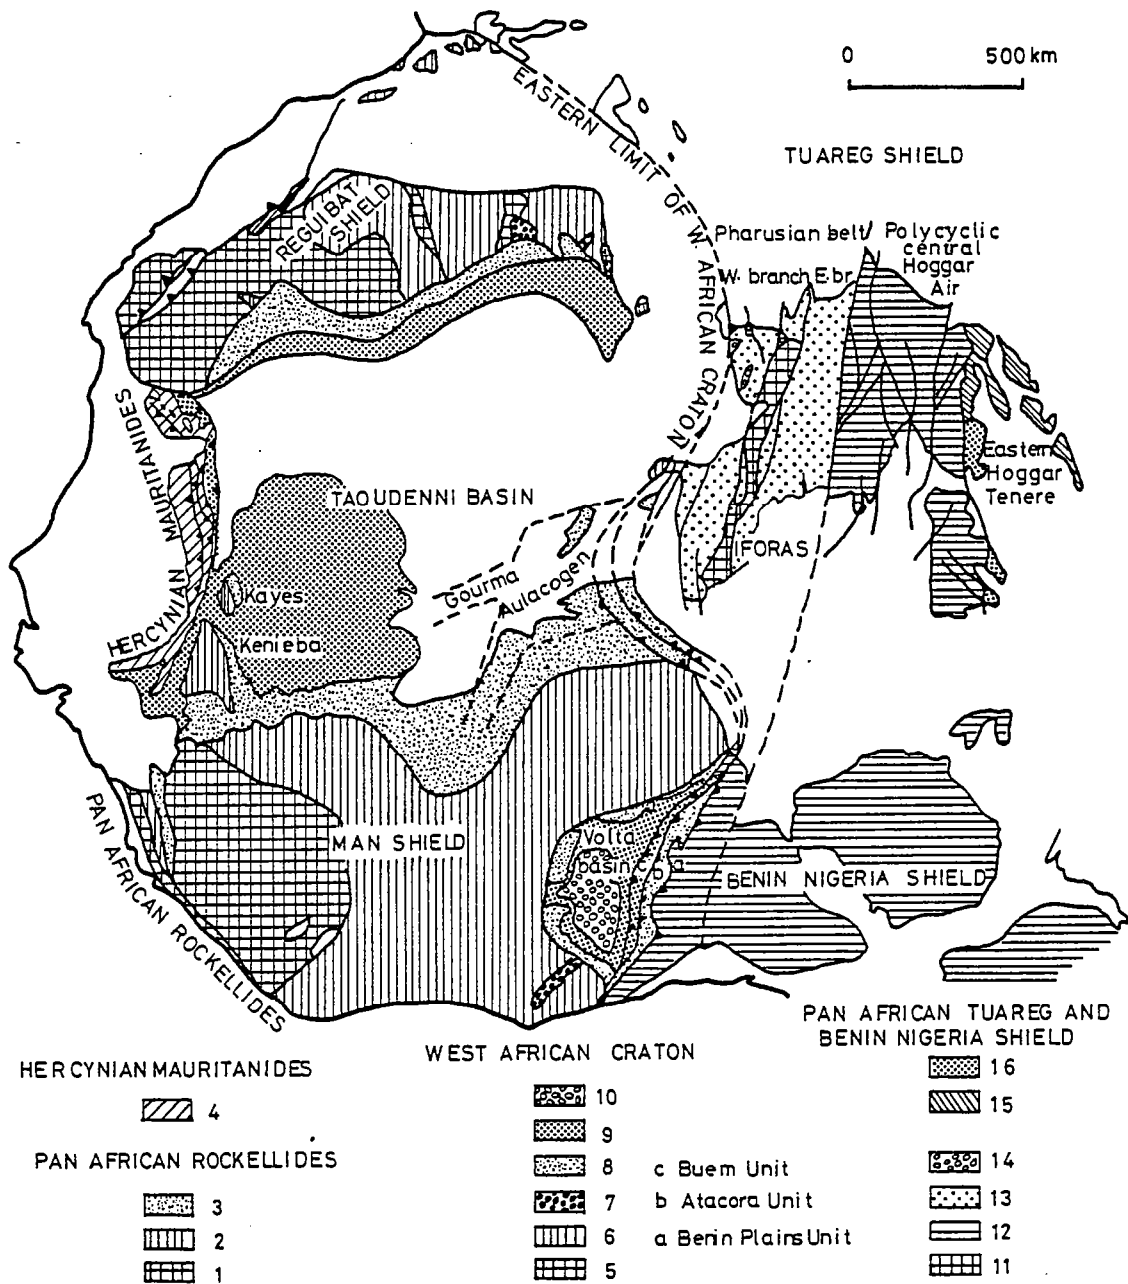 0 500 km
EASTERN LIMIT OF W. AFRICAN CRATON
TUAREG SHIELD
REGUIBAT
SHIELD
Pharusian belt/
W. branch E.br.
Polycyclic
central
Hoggar
Air
HERCYNIAN MAURITANIDES
TAOUDENNI BASIN
Eastern
Hoggar
Tenere
IFORAS
Gourma
Aulacogen
Kayes
Kenieba
PAN AFRICAN ROCKELLIDES
MAN SHIELD
Volta
basin
c b a
BENIN NIGERIA SHIELD
HERCYNIAN MAURITANIDES
4
PAN AFRICAN ROCKELLIDES
3
2
1
WEST AFRICAN CRATON
10
9
8 c Buem Unit
7 b Atacora Unit
6 a Benin Plains Unit
5
PAN AFRICAN TUAREG AND
BENIN NIGERIA SHIELD
16
15
14
13
12
11